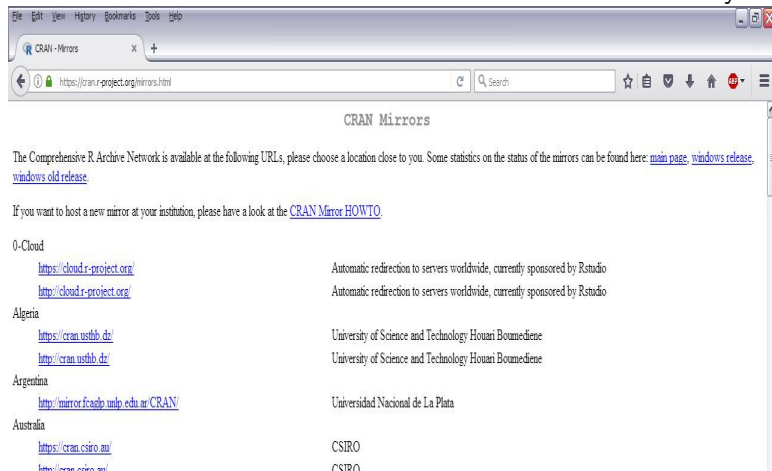 File Edit View History Bookmarks Tools Help
CRAN - Mirrors × +
https://cran.r-project.org/mirrors.html Search ABP
CRAN Mirrors
The Comprehensive R Archive Network is available at the following URLs, please choose a location close to you. Some statistics on the status of the mirrors can be found here: main page, windows release,
windows old release.
If you want to host a new mirror at your institution, please have a look at the CRAN Mirror HOWTO.
0-Cloud
https://cloud.r-project.org/ Automatic redirection to servers worldwide, currently sponsored by Rstudio
http://cloud.r-project.org/ Automatic redirection to servers worldwide, currently sponsored by Rstudio
Algeria
https://cran.usthb.dz/ University of Science and Technology Houari Boumediene
http://cran.usthb.dz/ University of Science and Technology Houari Boumediene
Argentina
http://mirror.fcaglp.unlp.edu.ar/CRAN/ Universidad Nacional de La Plata
Australia
https://cran.csiro.au/ CSIRO
http://cran.csiro.au/ CSIRO